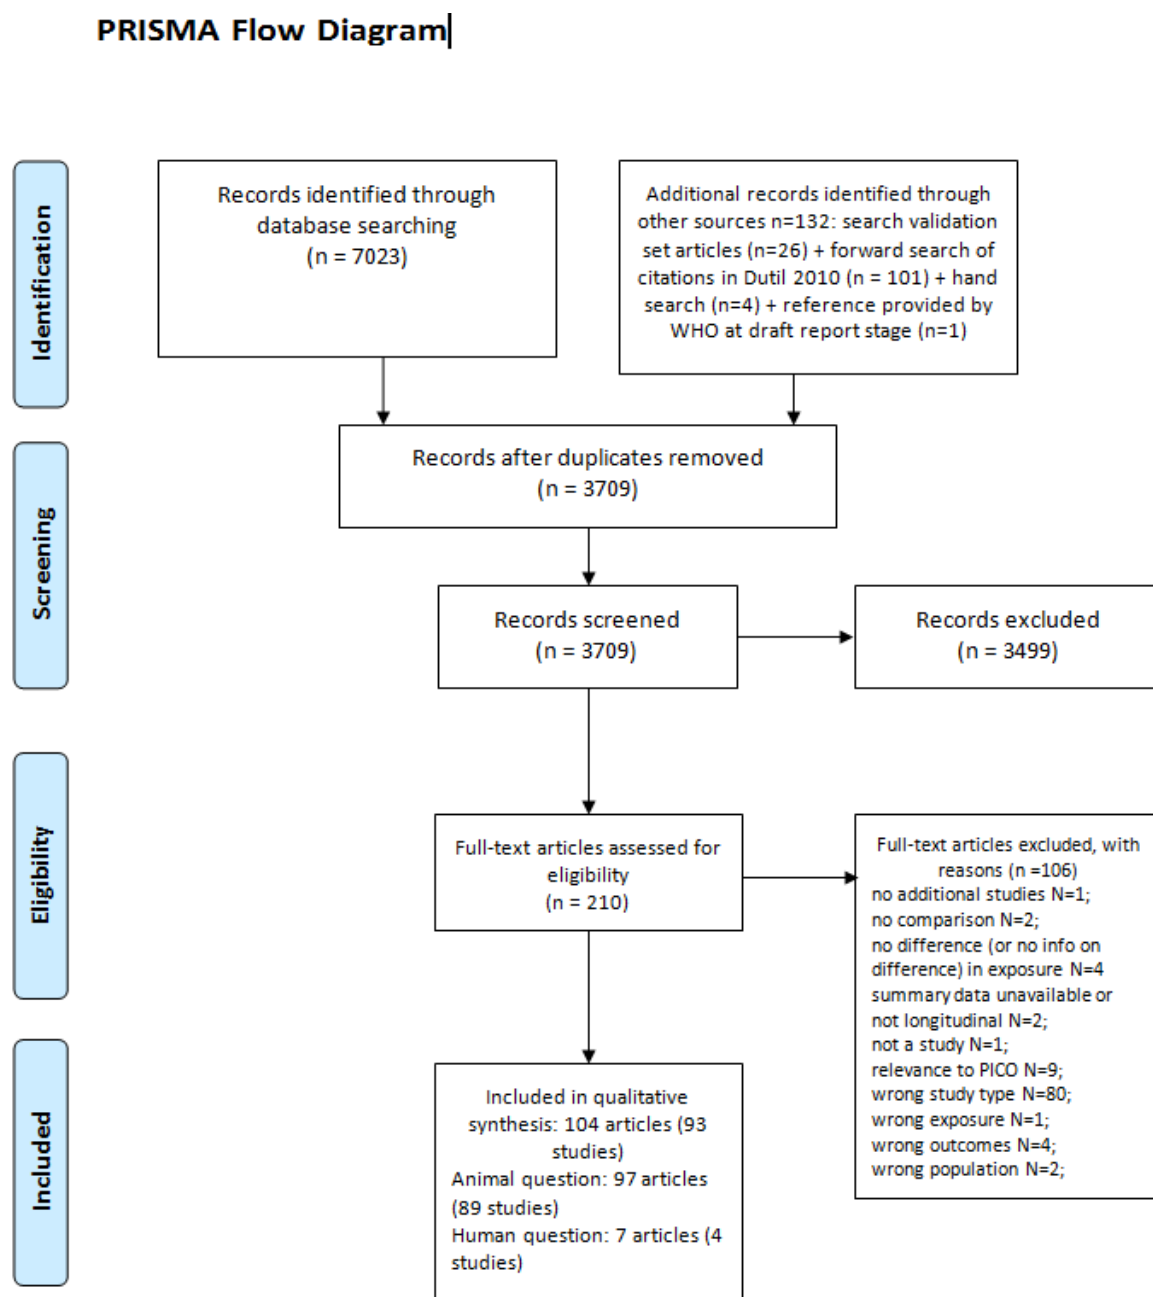 PRISMA Flow Diagram
Identification
Records identified through
database searching
(n = 7023)
Additional records identified through
other sources n=132: search validation
set articles (n=26) + forward search of
citations in Dutil 2010 (n = 101) + hand
search (n=4) + reference provided by
WHO at draft report stage (n=1)
Screening
Records after duplicates removed
(n = 3709)
Records screened
(n = 3709)
Records excluded
(n = 3499)
Eligibility
Full-text articles assessed for
eligibility
(n = 210)
Full-text articles excluded, with
reasons (n =106)
no additional studies N=1;
no comparison N=2;
no difference (or no info on
difference) in exposure N=4
summary data unavailable or
not longitudinal N=2;
not a study N=1;
relevance to PICO N=9;
wrong study type N=80;
wrong exposure N=1;
wrong outcomes N=4;
wrong population N=2;
Included
Included in qualitative
synthesis: 104 articles (93
studies)
Animal question: 97 articles
(89 studies)
Human question: 7 articles (4
studies)